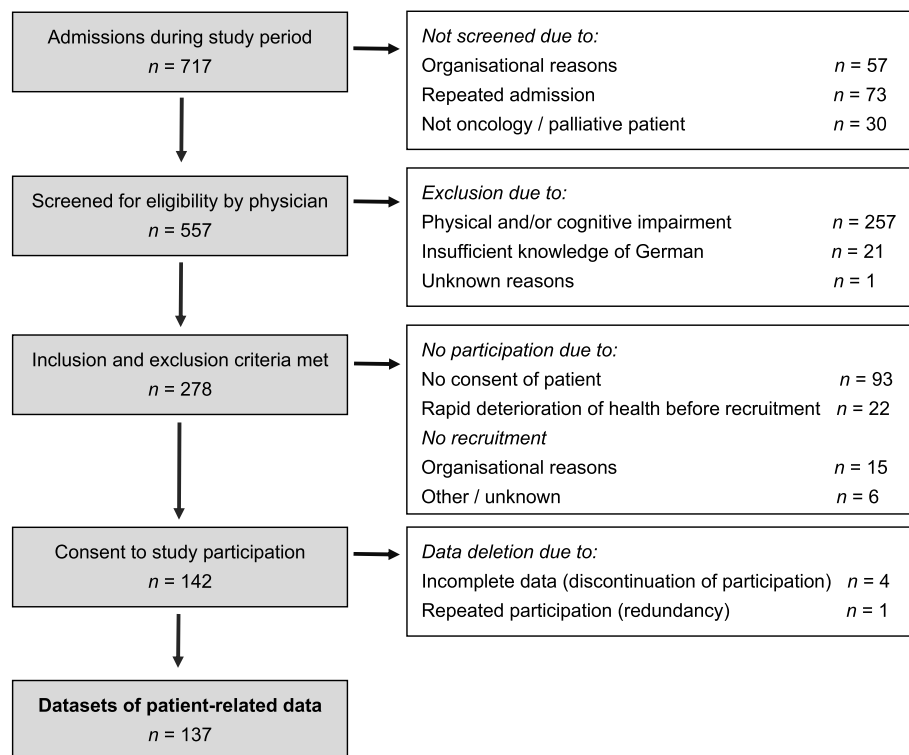 Admissions during study period
n = 717
Not screened due to:
Organisational reasons n = 57
Repeated admission n = 73
Not oncology / palliative patient n = 30
Screened for eligibility by physician
n = 557
Exclusion due to:
Physical and/or cognitive impairment n = 257
Insufficient knowledge of German n = 21
Unknown reasons n = 1
Inclusion and exclusion criteria met
n = 278
No participation due to:
No consent of patient n = 93
Rapid deterioration of health before recruitment n = 22
No recruitment
Organisational reasons n = 15
Other / unknown n = 6
Consent to study participation
n = 142
Data deletion due to:
Incomplete data (discontinuation of participation) n = 4
Repeated participation (redundancy) n = 1
Datasets of patient-related data
n = 137